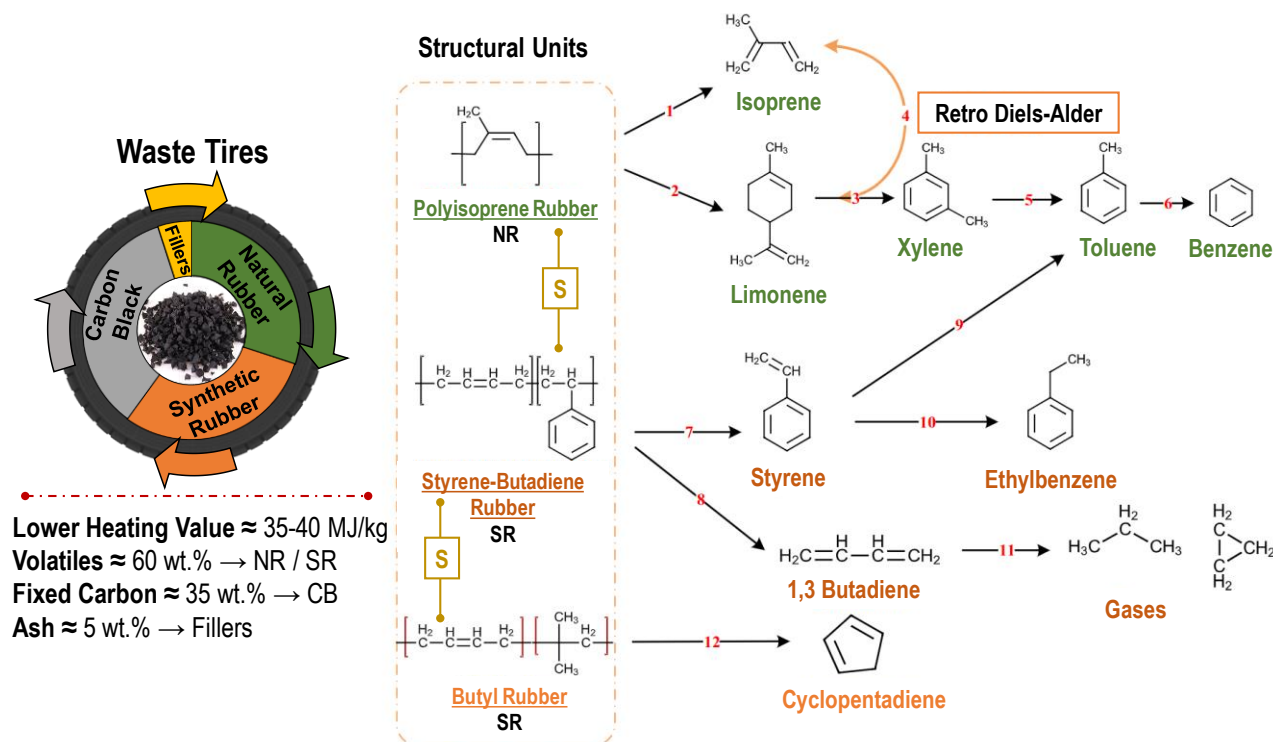 Waste Tires
Fillers
Natural
Rubber
Synthetic
Rubber
Carbon
Black
Lower Heating Value ≈ 35-40 MJ/kg
Volatiles ≈ 60 wt.% → NR / SR
Fixed Carbon ≈ 35 wt.% → CB
Ash ≈ 5 wt.% → Fillers
Structural Units
H₃C
Polyisoprene Rubber
NR
S
H₂ H H H₂ H₂
C CH=CH C C
Styrene-Butadiene
Rubber
SR
S
H₂ H H H₂ CH₃ H₂
C C=C C C
CH₃
Butyl Rubber
SR
1
2
H₃C
H₂C CH₂
Isoprene
4
Retro Diels-Alder
CH₃
H₃C CH₂
Limonene
3
CH₃
CH₃
Xylene
5
CH₃
Toluene
6
Benzene
7
8
H₂C
CH
Styrene
9
10
CH₃
Ethylbenzene
H H
H₂C=C C=CH₂
1,3 Butadiene
11
H₂
C
H₃C CH₃
H₂
C
CH₂
C
H₂
Gases
12
Cyclopentadiene